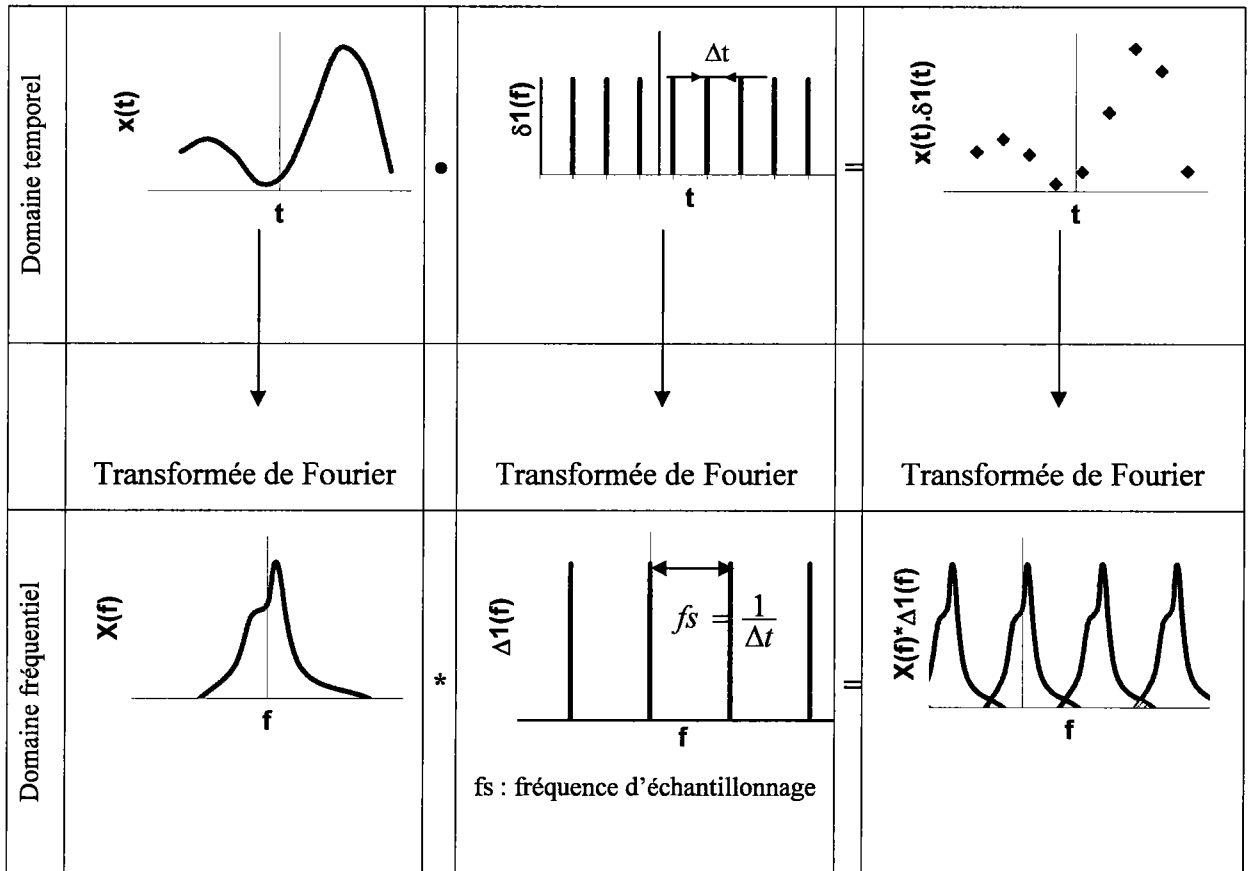 Domaine temporel
x(t)
t
•
δ1(f)
Δt
t
=
x(t).δ1(t)
t
Transformée de Fourier
Transformée de Fourier
Transformée de Fourier
Domaine fréquentiel
X(f)
f
*
Δ1(f)
fs = 1/Δt
f
fs : fréquence d'échantillonnage
=
X(f)*Δ1(f)
f